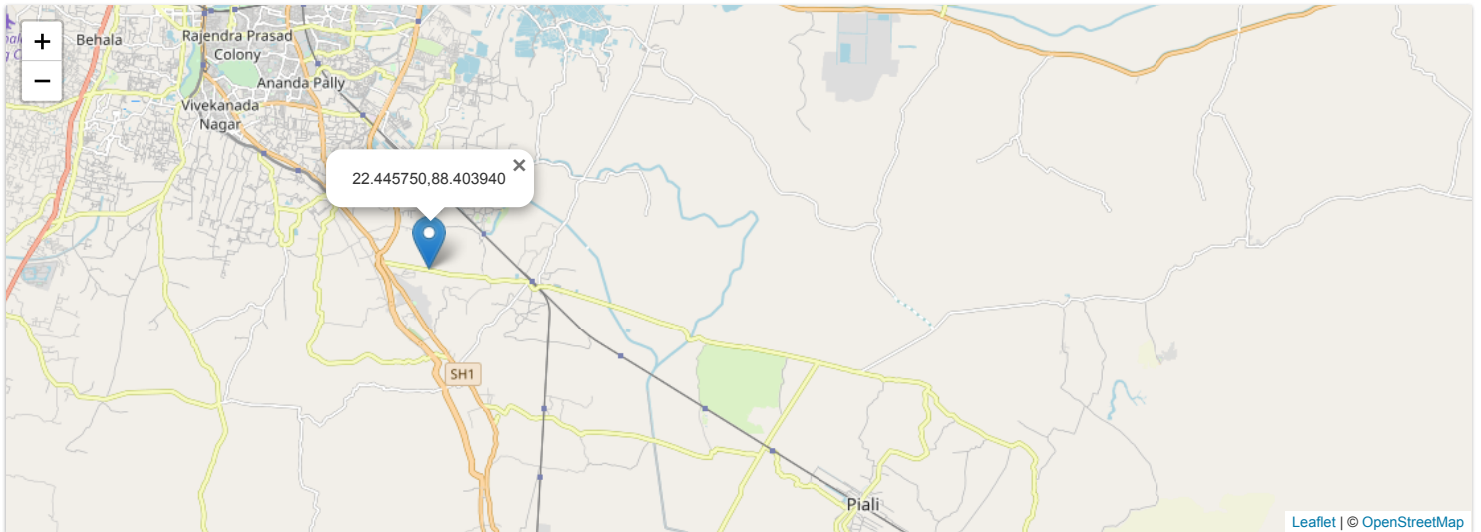 +
−
Behala
Rajendra Prasad
Colony
Ananda Pally
Vivekanada
Nagar
22.445750,88.403940
×
SH1
Piali
Leaflet | © OpenStreetMap